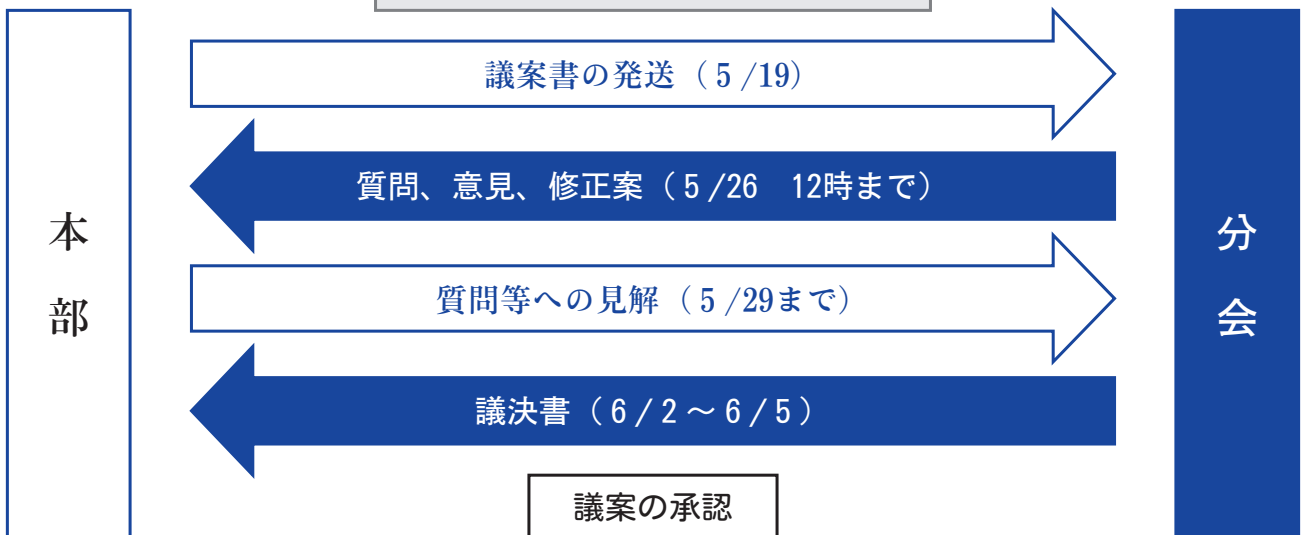 議案書の発送（5/19）
質問、意見、修正案（5/26　12時まで）
質問等への見解（5/29まで）
議決書（6/2～6/5）
本部
分会
議案の承認